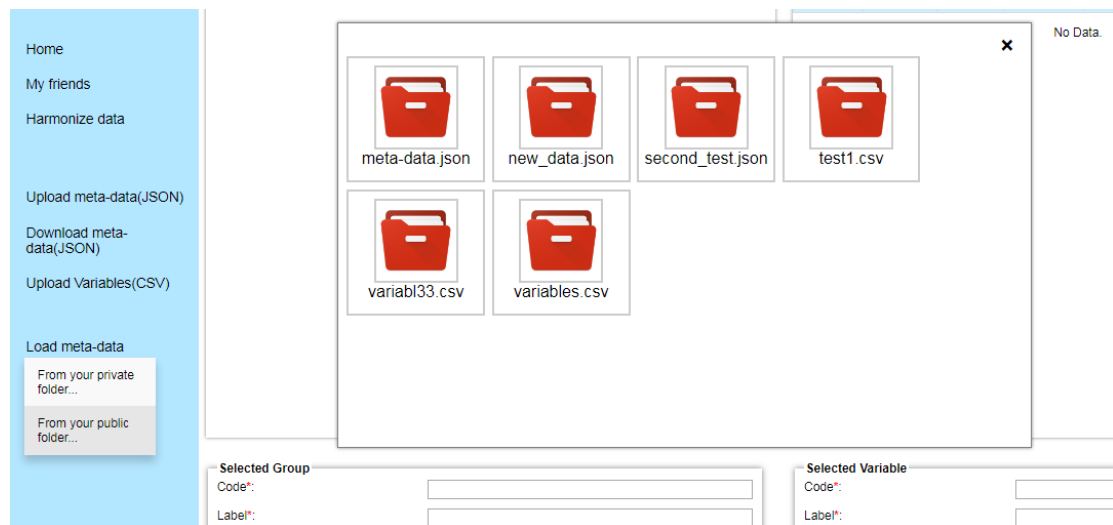 Home
My friends
Harmonize data
Upload meta-data(JSON)
Download meta-
data(JSON)
Upload Variables(CSV)
Load meta-data
From your private
folder...
From your public
folder...
×
No Data.
meta-data.json
new_data.json
second_test.json
test1.csv
variabl33.csv
variables.csv
Selected Group
Code*:
Label*:
Selected Variable
Code*:
Label*: